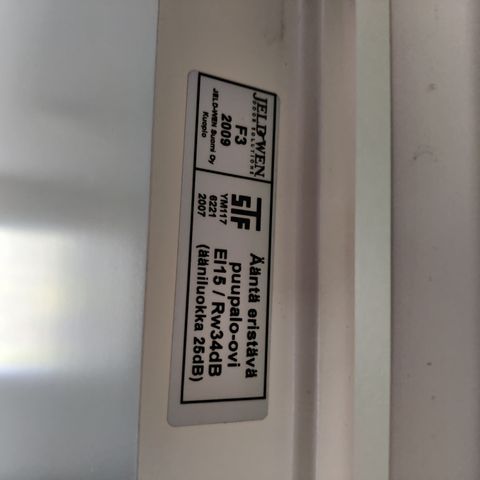 JELD-WEN
DOOR SOLUTIONS
F3
2009
JELD-WEN Suomi Oy
Kuopio
STF
YM117
6221
2007
Ääntä eristävä
puupalo-ovi
EI15 / Rw34dB
(ääniluokka 25dB)